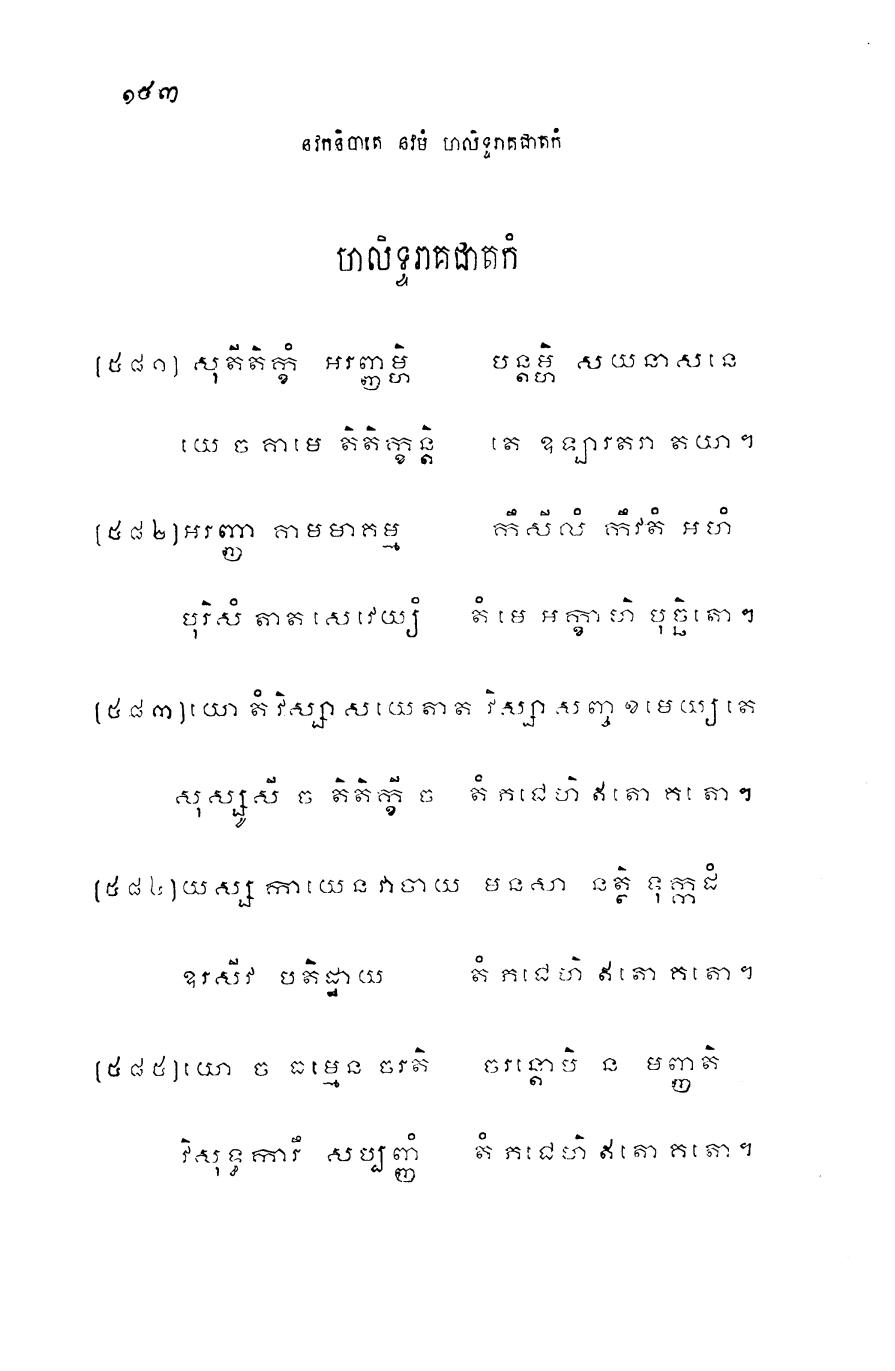 ១៥៣
នវកនិបាតេ នវមំ ហលិទ្ទរាគជាតកំ
ហលិទ្ទរាគជាតកំ
[៥៨១] សុតីតិក្ខំ អរញ្ញម្ហិ បន្តម្ហិ សយនាសនេ
យេ ច កាមេ តិតិក្ខន្តិ តេ ឧឡារតរា តយា។
[៥៨២] អរញ្ញា កាមមាគម្ម កឹសីលំ កឹវតំ អហំ
បុរិសំ តាត សេវេយ្យំ តំ មេ អក្ខាហិ បុច្ឆិតោ។
[៥៨៣] យោ តំ វិស្សាសយេ តាត វិស្សាសញ្ច ខមេយ្យ តេ
សុស្សូសី ច តិតិក្ខី ច តំ ភជេហិ ឥតោ គតោ។
[៥៨៤] យស្ស កាយេន វាចាយ មនសា នត្ថិ ទុក្កដំ
ឧរសីវ បតិដ្ឋាយ តំ ភជេហិ ឥតោ គតោ។
[៥៨៥] យោ ច ធម្មេន ចរតិ ចរន្តោបិ ន មញ្ញតិ
វិសុទ្ធការឹ សប្បញ្ញំ តំ ភជេហិ ឥតោ គតោ។